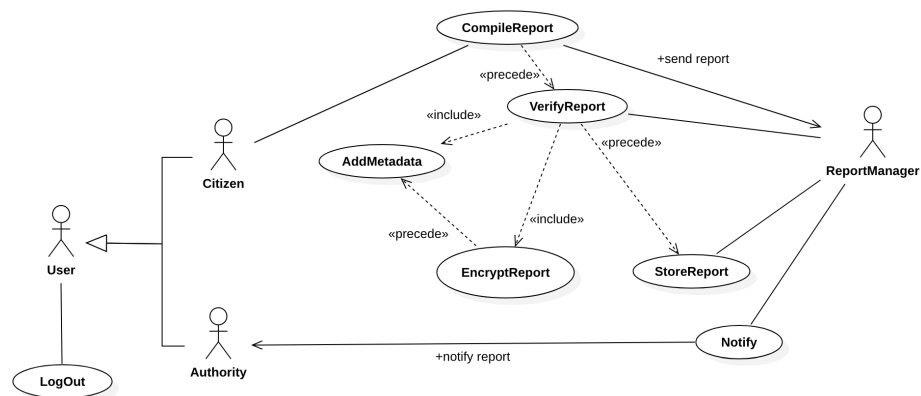 CompileReport
+send report
«precede»
VerifyReport
«include»
«precede»
AddMetadata
ReportManager
Citizen
«include»
«precede»
User
EncryptReport
StoreReport
Notify
+notify report
Authority
LogOut